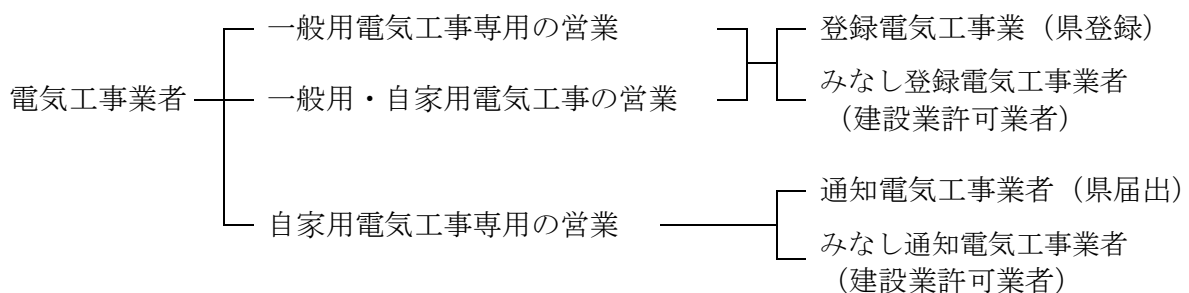 電気工事業者
一般用電気工事専用の営業
一般用・自家用電気工事の営業
登録電気工事業（県登録）
みなし登録電気工事業者
（建設業許可業者）
自家用電気工事専用の営業
通知電気工事業者（県届出）
みなし通知電気工事業者
（建設業許可業者）